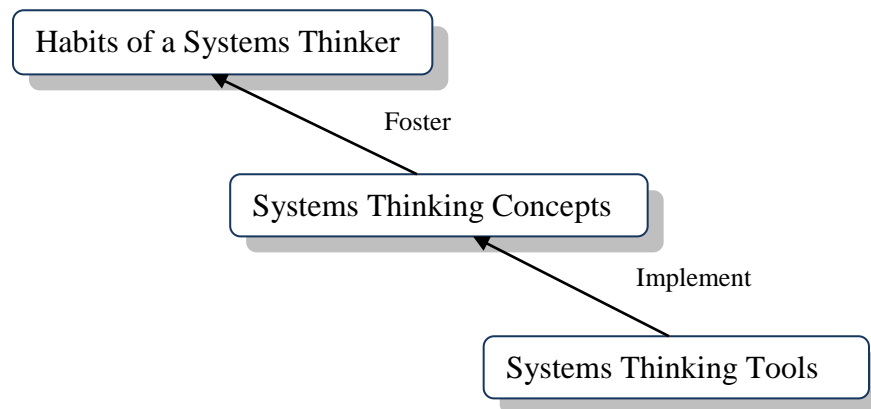 Habits of a Systems Thinker
Foster
Systems Thinking Concepts
Implement
Systems Thinking Tools